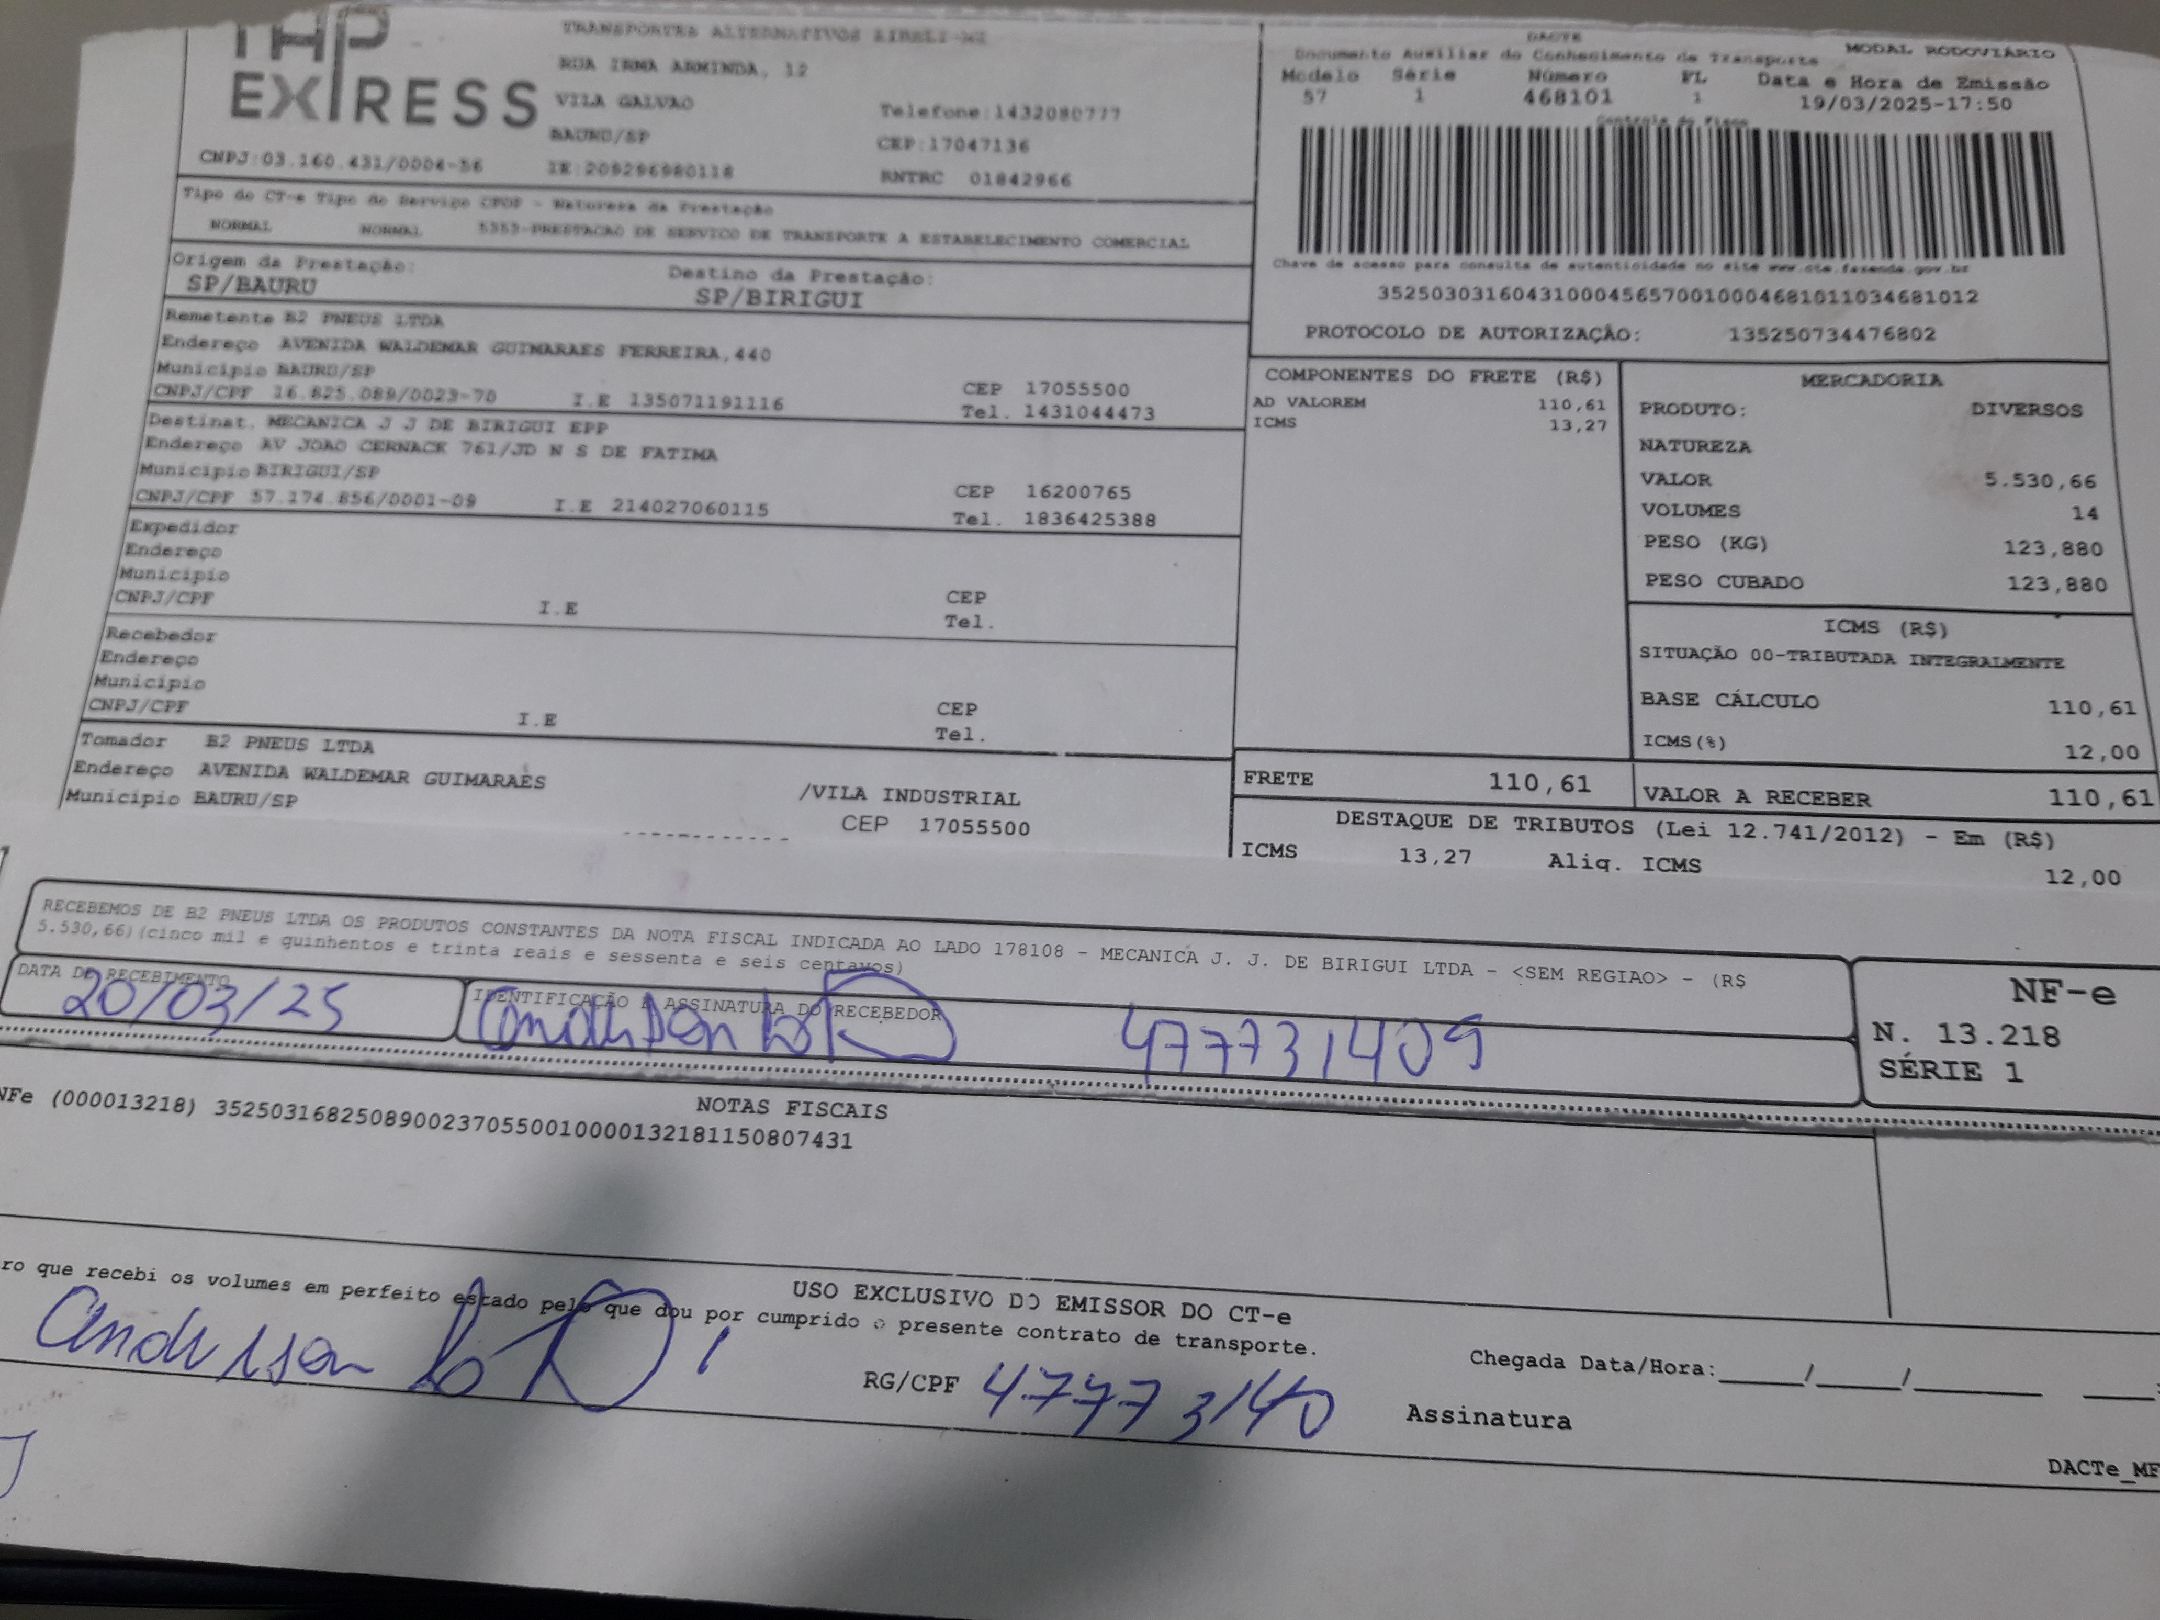 THP
EXPRESS
TRANSPORTES ALTERNATIVOS EIRELI-ME
RUA IRMA ARMINDA, 12
VILA GALVAO
BAURU/SP
Telefone:1432080777
CEP:17047136
CNPJ:03.160.431/0004-56 IE:209296980118 RNTRC 01842966
DACTE
MODAL RODOVIÁRIO
Documento Auxiliar do Conhecimento de Transporte
Modelo Série Número FL Data e Hora de Emissão
57 1 468101 1 19/03/2025-17:50
Controle do Fisco
Chave de acesso para consulta de autenticidade no site www.cte.fazenda.gov.br
35250303160431000456570010004681011034681012
PROTOCOLO DE AUTORIZAÇÃO: 135250734476802
Tipo do CT-e Tipo do Serviço CFOP - Natureza da Prestação
NORMAL NORMAL 5353-PRESTACAO DE SERVICO DE TRANSPORTE A ESTABELECIMENTO COMERCIAL
Origem da Prestação: Destino da Prestação:
SP/BAURU SP/BIRIGUI
Remetente B2 PNEUS LTDA
Endereço AVENIDA WALDEMAR GUIMARAES FERREIRA,440
Município BAURU/SP CEP 17055500
CNPJ/CPF 16.825.089/0023-70 I.E 135071191116 Tel. 1431044473
Destinat. MECANICA J J DE BIRIGUI EPP
Endereço AV JOAO CERNACK 761/JD N S DE FATIMA
Município BIRIGUI/SP CEP 16200765
CNPJ/CPF 57.174.856/0001-09 I.E 214027060115 Tel. 1836425388
Expedidor
Endereço
Município CEP
CNPJ/CPF I.E Tel.
Recebedor
Endereço
Município CEP
CNPJ/CPF I.E Tel.
Tomador B2 PNEUS LTDA
Endereço AVENIDA WALDEMAR GUIMARAES /VILA INDUSTRIAL
Município BAURU/SP CEP 17055500
COMPONENTES DO FRETE (R$)
AD VALOREM 110,61
ICMS 13,27
MERCADORIA
PRODUTO: DIVERSOS
NATUREZA
VALOR 5.530,66
VOLUMES 14
PESO (KG) 123,880
PESO CUBADO 123,880
ICMS (R$)
SITUAÇÃO 00-TRIBUTADA INTEGRALMENTE
BASE CÁLCULO 110,61
ICMS(%) 12,00
FRETE 110,61 VALOR A RECEBER 110,61
DESTAQUE DE TRIBUTOS (Lei 12.741/2012) - Em (R$)
ICMS 13,27 Aliq. ICMS 12,00
RECEBEMOS DE B2 PNEUS LTDA OS PRODUTOS CONSTANTES DA NOTA FISCAL INDICADA AO LADO 178108 - MECANICA J. J. DE BIRIGUI LTDA - <SEM REGIAO> - (R$
5.530,66)(cinco mil e quinhentos e trinta reais e sessenta e seis centavos)
DATA DE RECEBIMENTO IDENTIFICAÇÃO E ASSINATURA DO RECEBEDOR
20/03/25 Anderson 477731409
NF-e
N. 13.218
SÉRIE 1
NOTAS FISCAIS
NFe (000013218) 35250316825089002370550010000132181150807431
USO EXCLUSIVO DO EMISSOR DO CT-e
ro que recebi os volumes em perfeito estado pelo que dou por cumprido o presente contrato de transporte.
Anderson RG/CPF 47773140 Chegada Data/Hora:_____/_____/_______ ____:
Assinatura
DACTe_MF